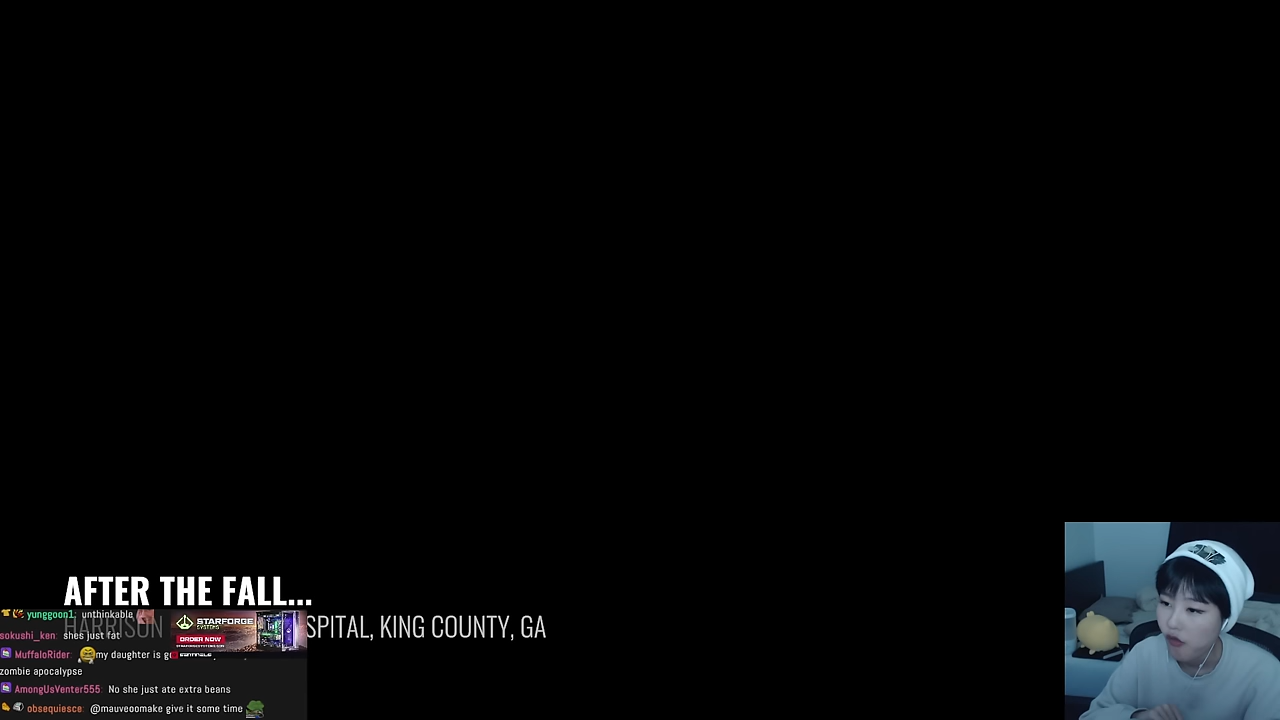 AFTER THE FALL...
HARRISON SPITAL, KING COUNTY, GA
yunggoon1: unthinkable
sokushi_ken: shes just fat
MuffaloRider: my daughter is
zombie apocalypse
AmongUsVenter555: No she just ate extra beans
obsequiesce: @mauveoomake give it some time
STARFORGE
SYSTEMS
ORDER NOW